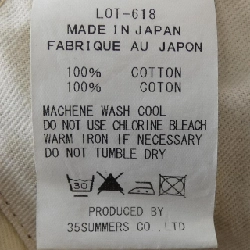 LOT-618
MADE IN JAPAN
FABRIQUE AU JAPON
100% COTTON
100% COTON
MACHENE WASH COOL
DO NOT USE CHLORINE BLEACH
WARM IRON IF NECESSARY
DO NOT TUMBLE DRY
30
PRODUCED BY
35SUMMERS CO.,LTD